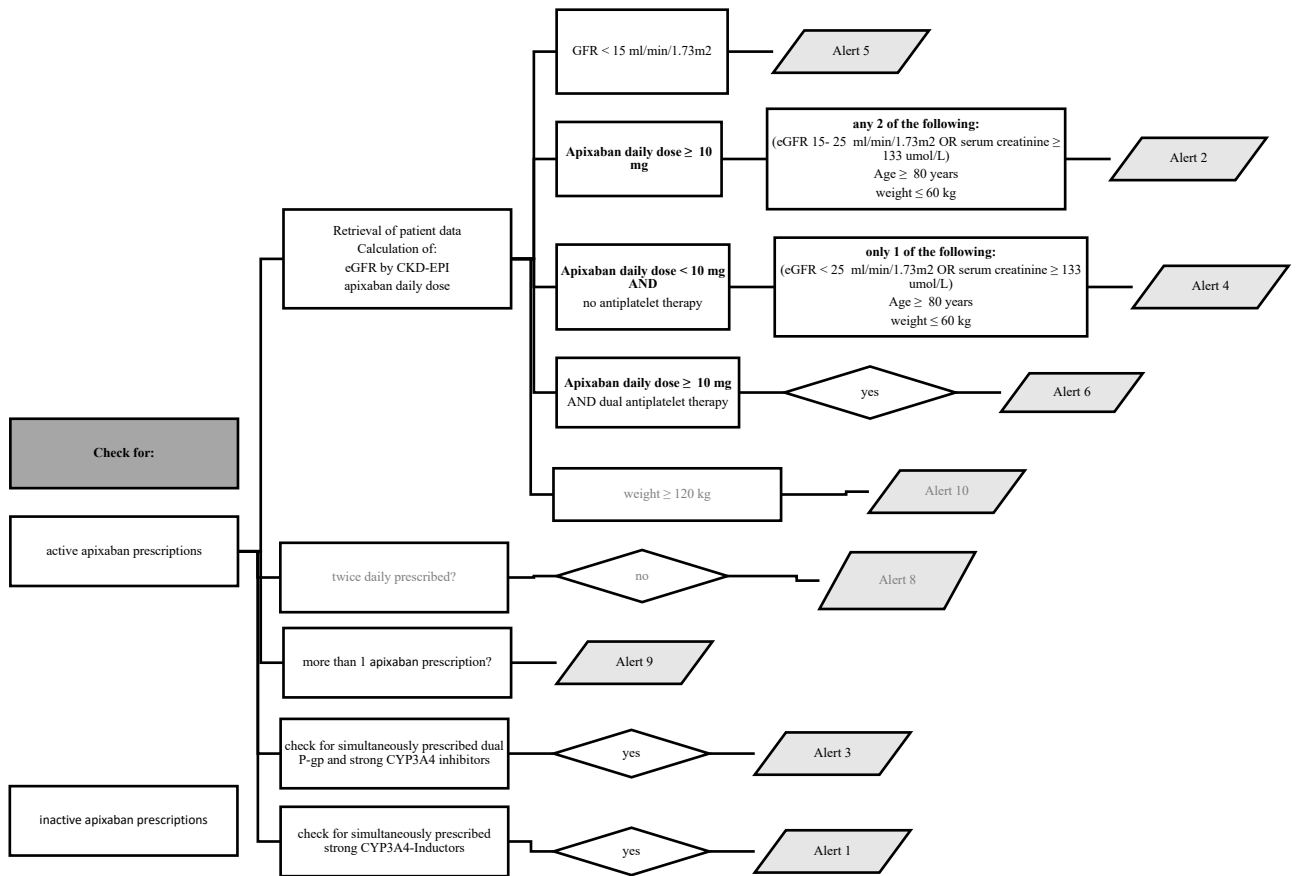 GFR < 15 ml/min/1.73m2
Alert 5
Apixaban daily dose ≥ 10
mg
any 2 of the following:
(eGFR 15- 25 ml/min/1.73m2 OR serum creatinine ≥
133 umol/L)
Age ≥ 80 years
weight ≤ 60 kg
Alert 2
Retrieval of patient data
Calculation of:
eGFR by CKD-EPI
apixaban daily dose
Apixaban daily dose < 10 mg
AND
no antiplatelet therapy
only 1 of the following:
(eGFR < 25 ml/min/1.73m2 OR serum creatinine ≥ 133
umol/L)
Age ≥ 80 years
weight ≤ 60 kg
Alert 4
Apixaban daily dose ≥ 10 mg
AND dual antiplatelet therapy
yes
Alert 6
Check for:
weight ≥ 120 kg
Alert 10
active apixaban prescriptions
twice daily prescribed?
no
Alert 8
more than 1 apixaban prescription?
Alert 9
check for simultaneously prescribed dual
P-gp and strong CYP3A4 inhibitors
yes
Alert 3
inactive apixaban prescriptions
check for simultaneously prescribed
strong CYP3A4-Inductors
yes
Alert 1